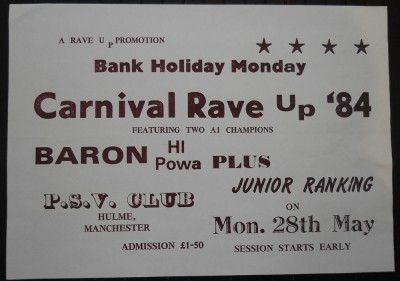 A RAVE Up PROMOTION
Bank Holiday Monday
Carnival Rave Up '84
FEATURING TWO A1 CHAMPIONS
BARON HI Powa PLUS
JUNIOR RANKING
P.S.V. CLUB
HULME,
MANCHESTER
ON
Mon. 28th May
ADMISSION £1-50
SESSION STARTS EARLY